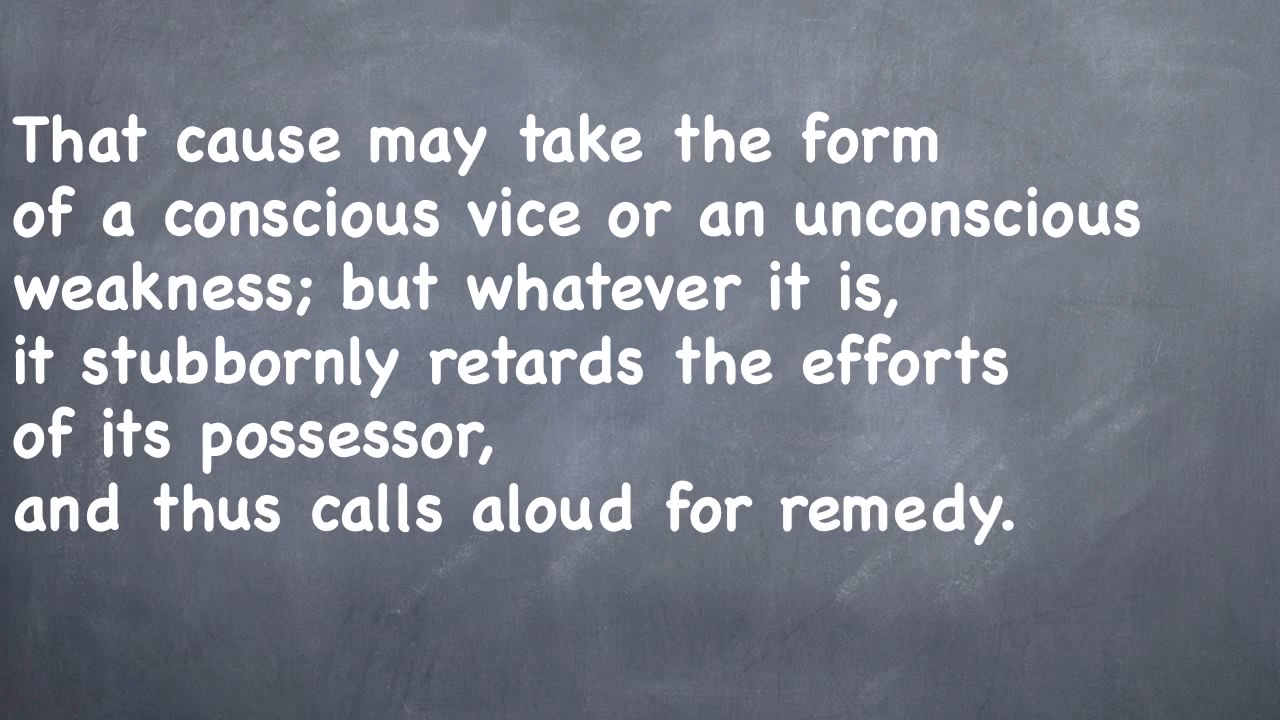 That cause may take the form
of a conscious vice or an unconscious
weakness; but whatever it is,
it stubbornly retards the efforts
of its possessor,
and thus calls aloud for remedy.